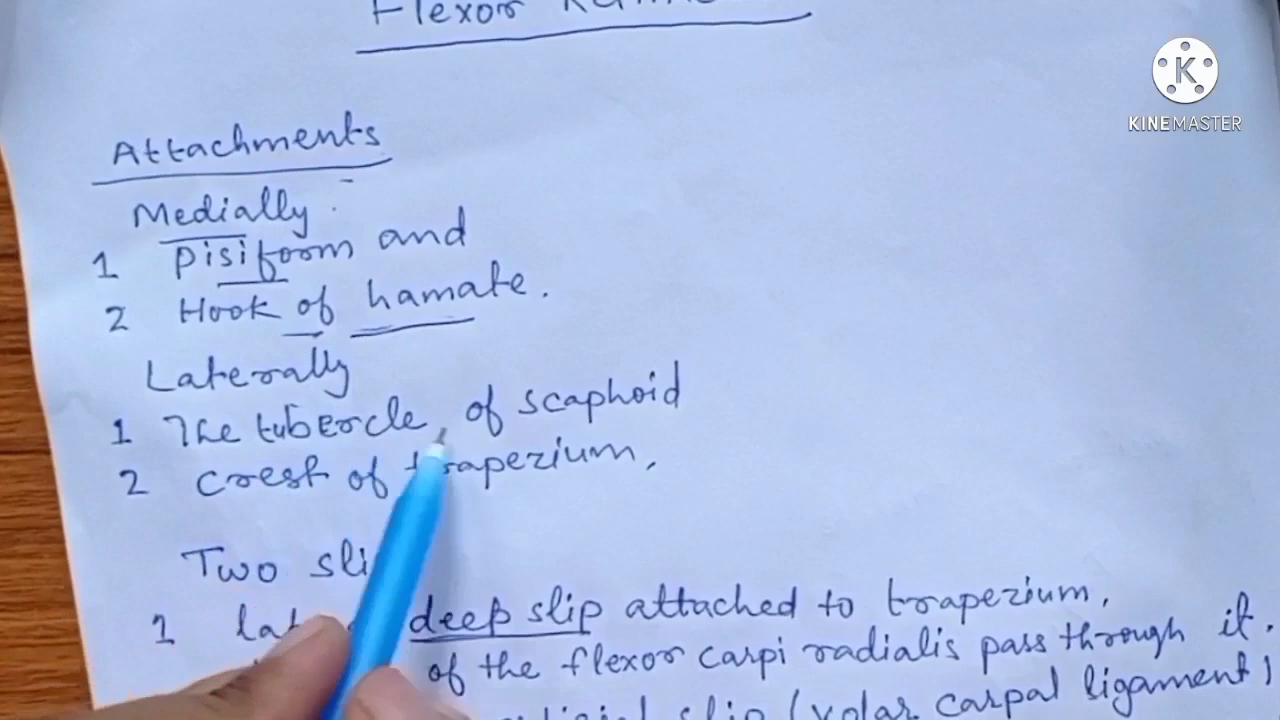 Flexor
K
KINEMASTER
Attachments
Medially :-
1 Pisiform and
2 Hook of hamate.
Laterally
1 The tubercle of scaphoid
2 Crest of trapezium,
Two
1 deep slip attached to trapezium,
of the flexor carpi radialis pass through it.
slip (volar carpal ligament)